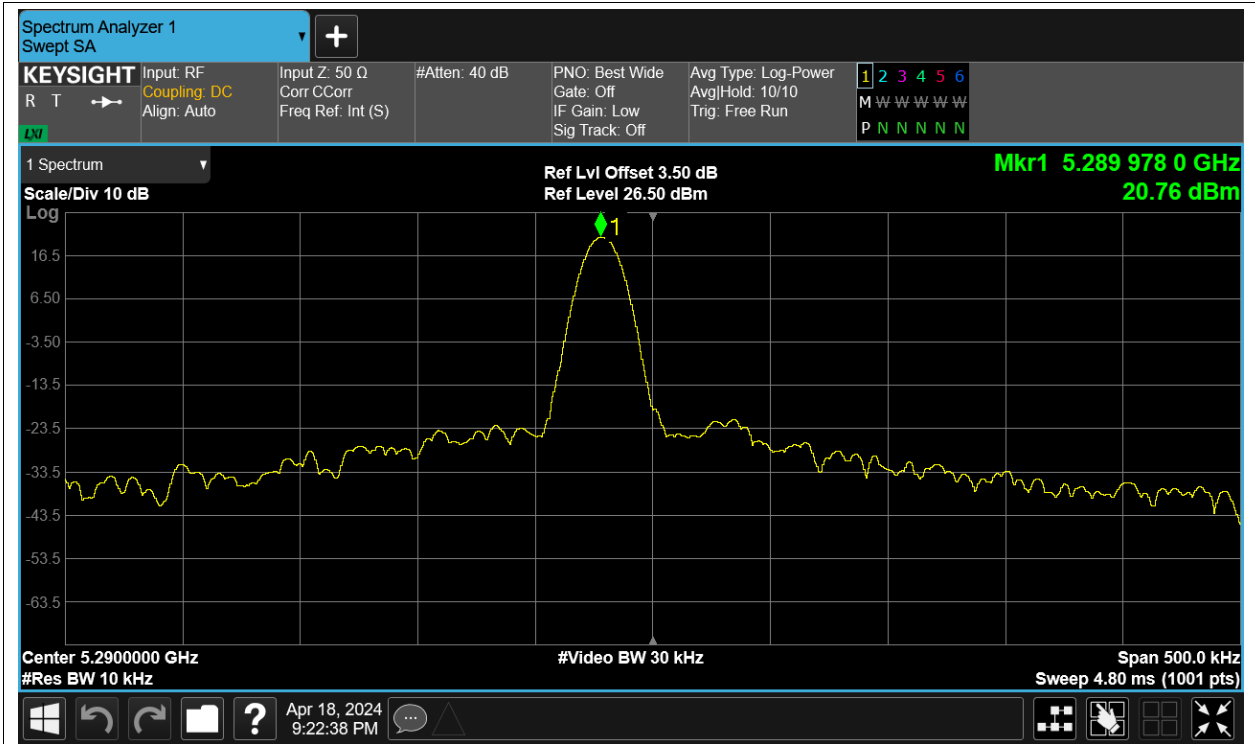 Spectrum Analyzer 1
Swept SA
KEYSIGHT
R T
LXI
Input: RF
Coupling: DC
Align: Auto
Input Z: 50 Ω
Corr CCorr
Freq Ref: Int (S)
#Atten: 40 dB
PNO: Best Wide
Gate: Off
IF Gain: Low
Sig Track: Off
Avg Type: Log-Power
Avg|Hold: 10/10
Trig: Free Run
1 2 3 4 5 6
M W W W W W W
P N N N N N N
1 Spectrum
Scale/Div 10 dB
Log
Ref Lvl Offset 3.50 dB
Ref Level 26.50 dBm
Mkr1 5.289 978 0 GHz
20.76 dBm
1
16.5
6.50
-3.50
-13.5
-23.5
-33.5
-43.5
-53.5
-63.5
Center 5.2900000 GHz
#Res BW 10 kHz
#Video BW 30 kHz
Span 500.0 kHz
Sweep 4.80 ms (1001 pts)
?
Apr 18, 2024
9:22:38 PM